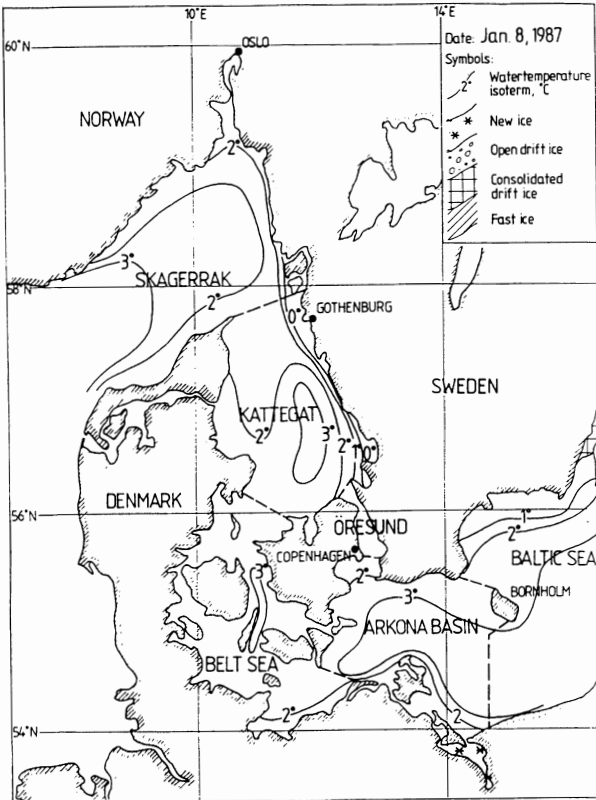 10°E
14°E
60°N
OSLO
Date: Jan. 8, 1987
Symbols:
2° Watertemperature
isoterm, °C
New ice
Open drift ice
Consolidated
drift ice
Fast ice
NORWAY
2°
3°
SKAGERRAK
58°N
2°
0°
GOTHENBURG
SWEDEN
KATTEGAT
2°
3°
2°
1°
0°
DENMARK
56°N
1°
2°
ÖRESUND
COPENHAGEN
BALTIC SEA
2°
3°
3°
BORNHOLM
ARKONA BASIN
BELT SEA
2°
2
54°N